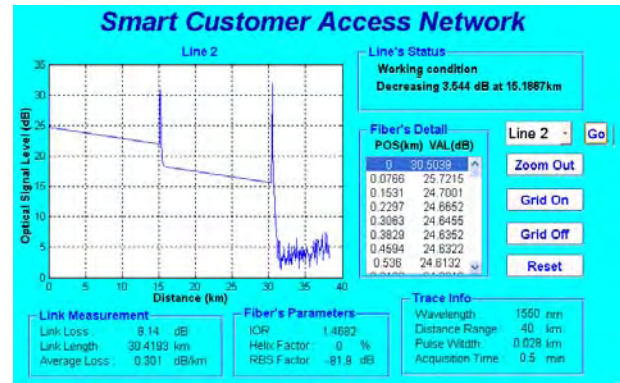 Smart Customer Access Network
Line 2
35
30
25
20
15
10
5
0
0 5 10 15 20 25 30 35 40
Optical Signal Level (dB)
Distance (km)
Line's Status
Working condition
Decreasing 3.544 dB at 15.1867km
Fiber's Detail
POS(km) VAL(dB)
0 30.5039
0.0766 25.7215
0.1531 24.7001
0.2297 24.6652
0.3063 24.6455
0.3829 24.6352
0.4594 24.6322
0.536 24.6132
Line 2
Go
Zoom Out
Grid On
Grid Off
Reset
Link Measurement
Link Loss : 9.14 dB
Link Length : 30.4193 km
Average Loss : 0.301 dB/km
Fiber's Parameters
IOR 1.4682
Helix Factor : 0 %
RBS Factor : -81.9 dB
Trace Info
Wavelength : 1550 nm
Distance Range : 40 km
Pulse Witdth : 0.028 km
Acquisition Time : 0.5 min